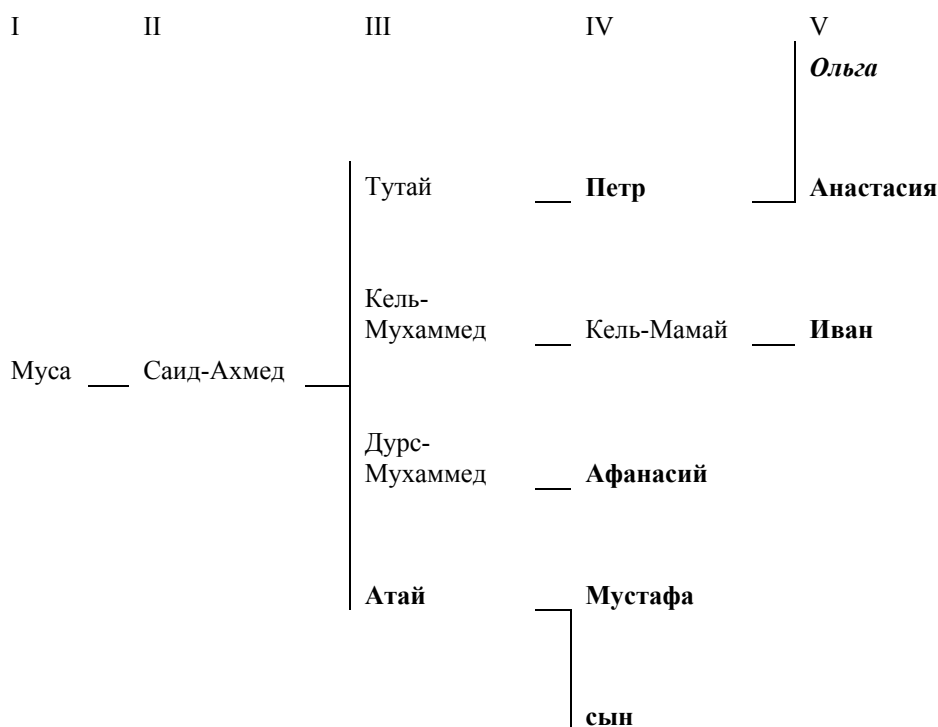 I II III IV V
Ольга
Тутай Петр Анастасия
Кель-
Мухаммед Кель-Мамай Иван
Муса Саид-Ахмед
Дурс-
Мухаммед Афанасий
Атай Мустафа
сын